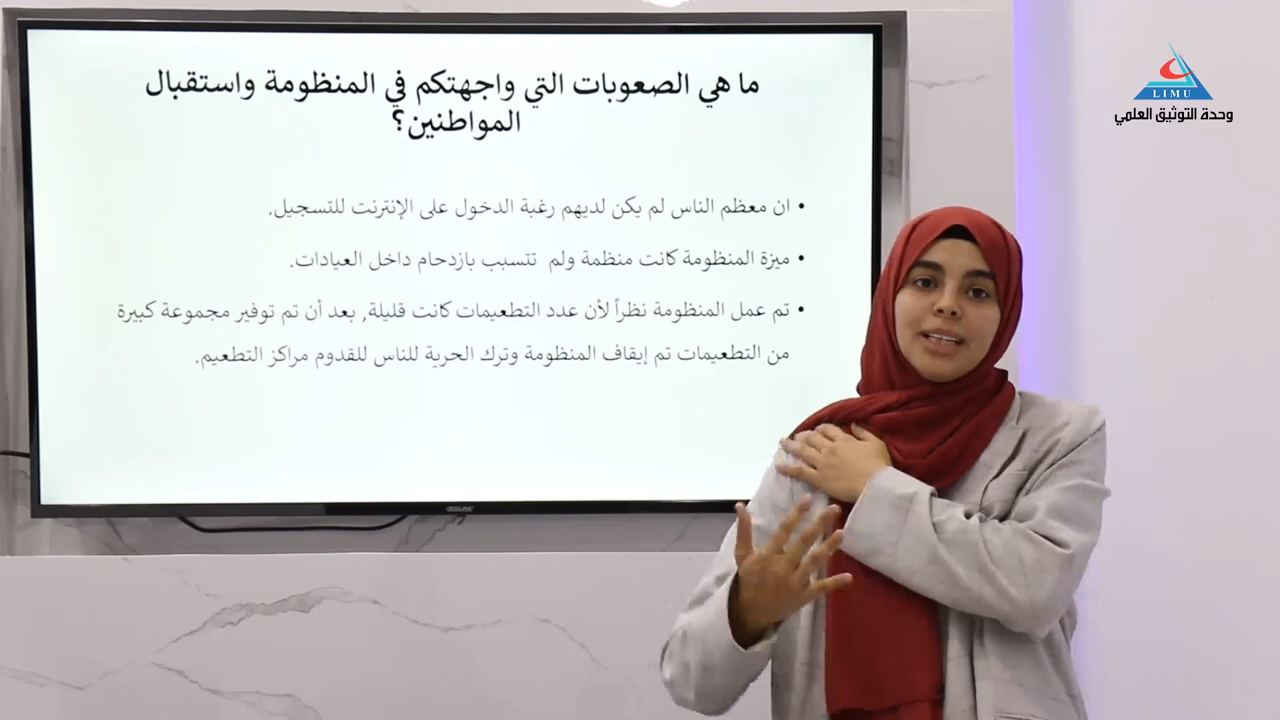 ما هي الصعوبات التي واجهتكم في المنظومة واستقبال
المواطنين؟
• ان معظم الناس لم يكن لديهم رغبة الدخول على الإنترنت للتسجيل.
• ميزة المنظومة كانت منظمة ولم تتسبب بازدحام داخل العيادات.
• تم عمل المنظومة نظراً لأن عدد التطعيمات كانت قليلة, بعد أن تم توفير مجموعة كبيرة
من التطعيمات تم إيقاف المنظومة وترك الحرية للناس للقدوم مراكز التطعيم.
LIMU
وحدة التوثيق العلمي